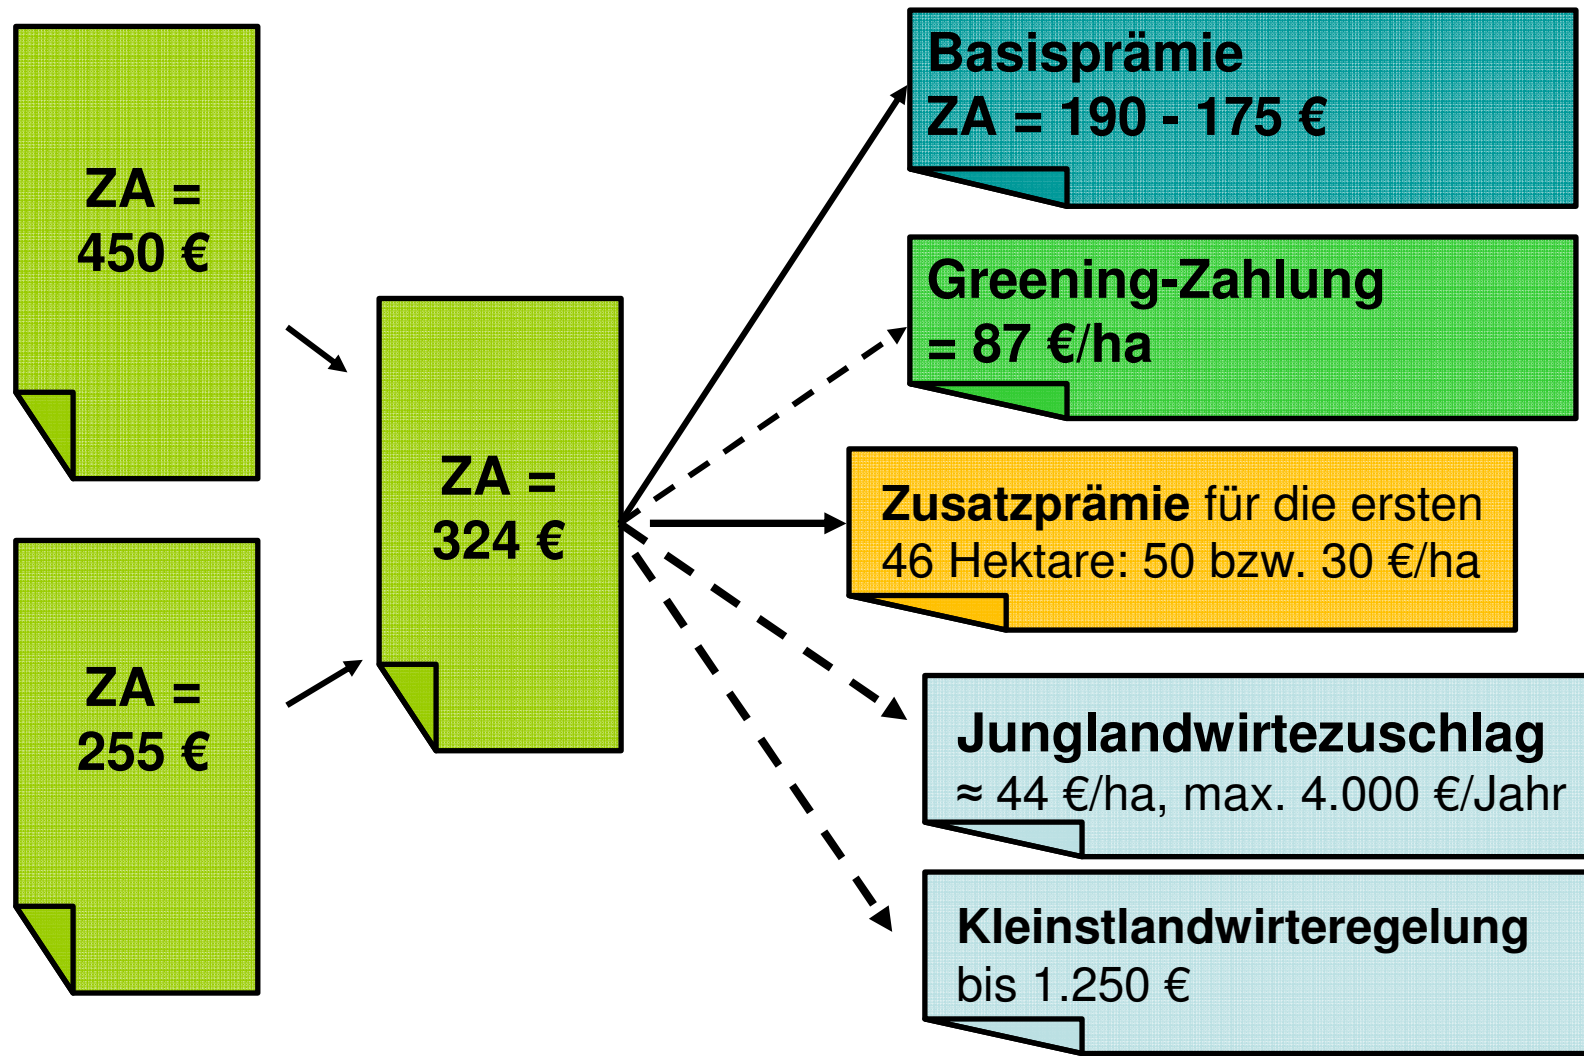 ZA =
450 €
ZA =
255 €
ZA =
324 €
Basisprämie
ZA = 190 - 175 €
Greening-Zahlung
= 87 €/ha
Zusatzprämie für die ersten
46 Hektare: 50 bzw. 30 €/ha
Junglandwirtezuschlag
≈ 44 €/ha, max. 4.000 €/Jahr
Kleinstlandwirteregelung
bis 1.250 €